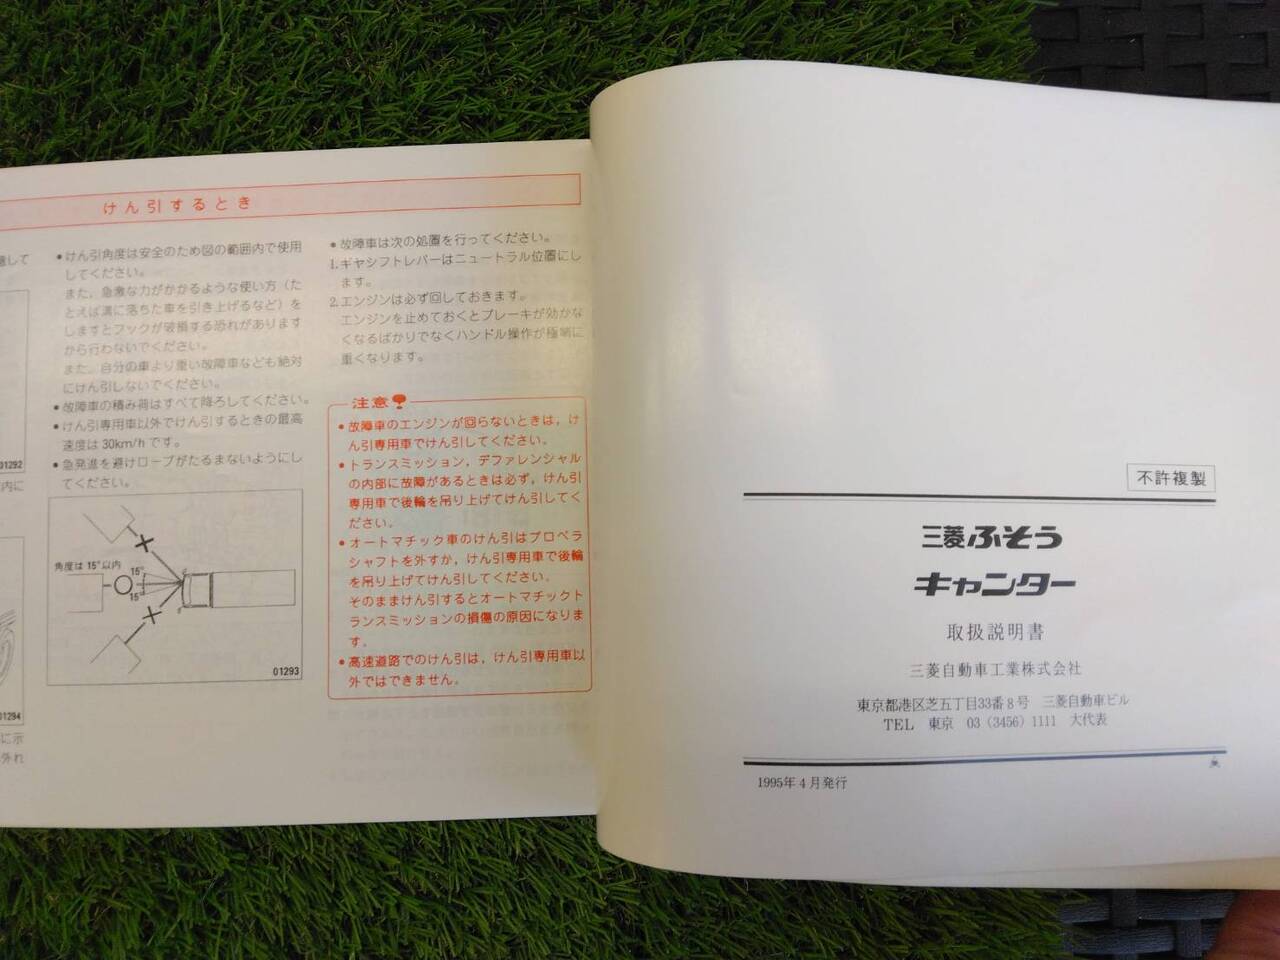 けん引するとき
して
01292
内に
01294
に示
外れ
●けん引角度は安全のため図の範囲内で使用
してください。
また，急激な力がかかるような使い方（た
とえば溝に落ちた車を引き上げるなど）を
しますとフックが破損する恐れがあります
から行わないでください。
また，自分の車より重い故障車なども絶対
にけん引しないでください。
●故障車の積み荷はすべて降ろしてください。
●けん引専用車以外でけん引するときの最高
速度は30km/hです。
●急発進を避けロープがたるまないようにし
てください。
角度は15°以内
15°
15°
01293
●故障車は次の処置を行ってください。
1.ギヤシフトレバーはニュートラル位置にし
ます。
2.エンジンは必ず回しておきます。
エンジンを止めておくとブレーキが効かな
くなるばかりでなくハンドル操作が極端に
重くなります。
注意
●故障車のエンジンが回らないときは，け
ん引専用車でけん引してください。
●トランスミッション，デファレンシャル
の内部に故障があるときは必ず，けん引
専用車で後輪を吊り上げてけん引してく
ださい。
●オートマチック車のけん引はプロペラ
シャフトを外すか，けん引専用車で後輪
を吊り上げてけん引してください。
そのままけん引するとオートマチックト
ランスミッションの損傷の原因になりま
す。
●高速道路でのけん引は，けん引専用車以
外ではできません。
不許複製
三菱ふそう
キャンター
取扱説明書
三菱自動車工業株式会社
東京都港区芝五丁目33番8号　三菱自動車ビル
TEL　東京　03（3456）1111　大代表
1995年4月発行